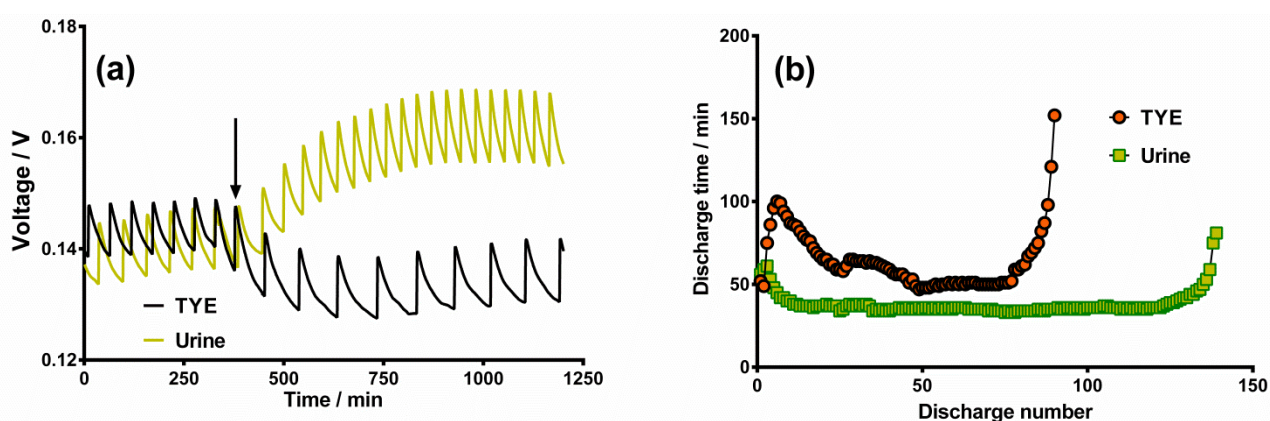 (a)
0.18
0.16
0.14
0.12
Voltage / V
TYE
Urine
0 250 500 750 1000 1250
Time / min
(b)
200
150
100
50
0
Discharge time / min
TYE
Urine
0 50 100 150
Discharge number